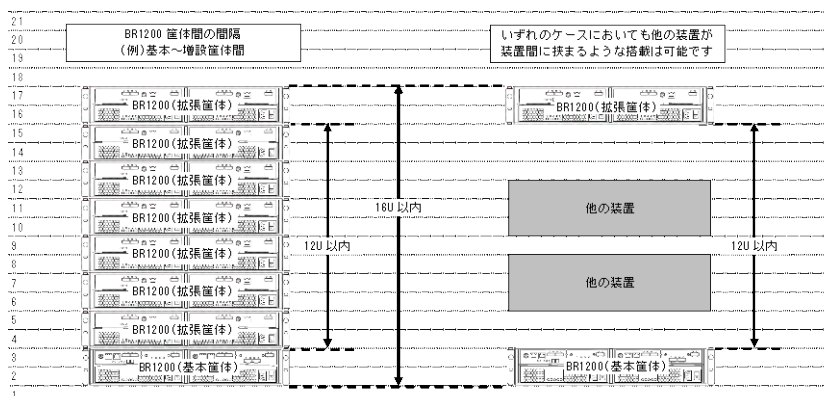 21
20
19
18
17
16
15
14
13
12
11
10
9
8
7
6
5
4
3
2
1
BR1200 筐体間の間隔
(例)基本～増設筐体間
BR1200(拡張筐体)
BR1200(拡張筐体)
BR1200(拡張筐体)
BR1200(拡張筐体)
BR1200(拡張筐体)
BR1200(拡張筐体)
BR1200(拡張筐体)
BR1200(基本筐体)
12U 以内
16U 以内
いずれのケースにおいても他の装置が
装置間に挟まるような搭載は可能です
BR1200(拡張筐体)
他の装置
他の装置
12U 以内
BR1200(基本筐体)